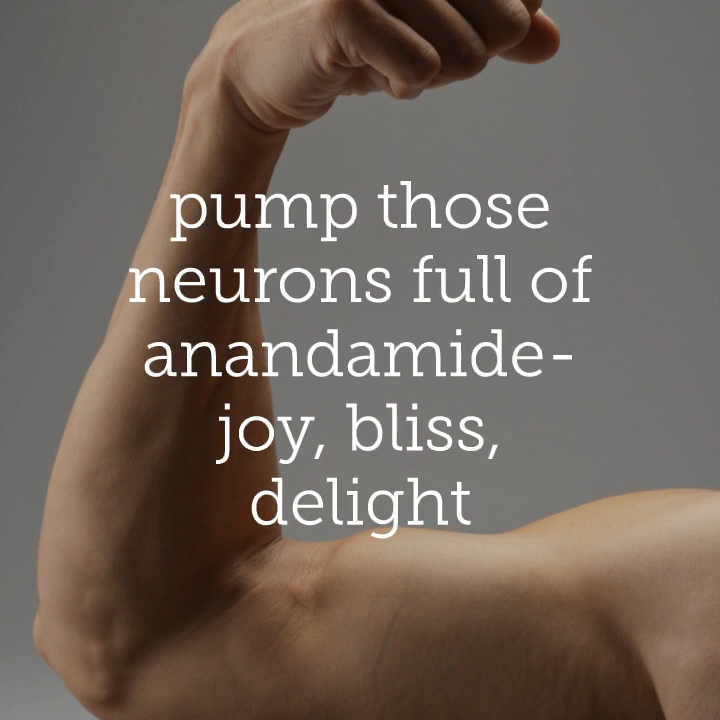 pump those
neurons full of
anandamide-
joy, bliss,
delight